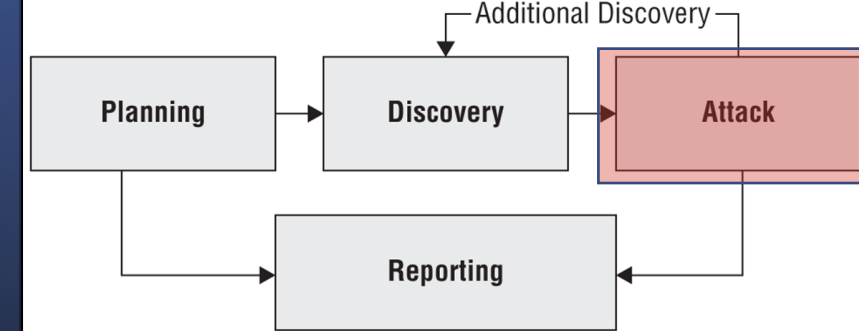 Additional Discovery
Planning
Discovery
Attack
Reporting